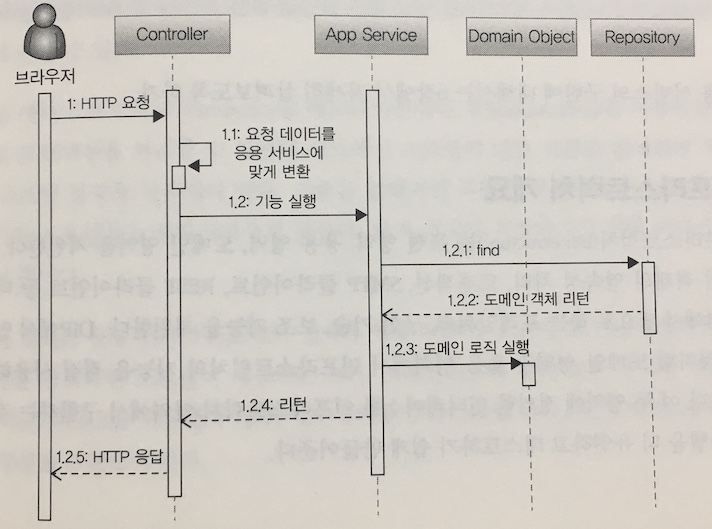 Controller
App Service
Domain Object
Repository
브라우저
1: HTTP 요청
1.1: 요청 데이터를
응용 서비스에
맞게 변환
1.2: 기능 실행
1.2.1: find
1.2.2: 도메인 객체 리턴
1.2.3: 도메인 로직 실행
1.2.4: 리턴
1.2.5: HTTP 응답